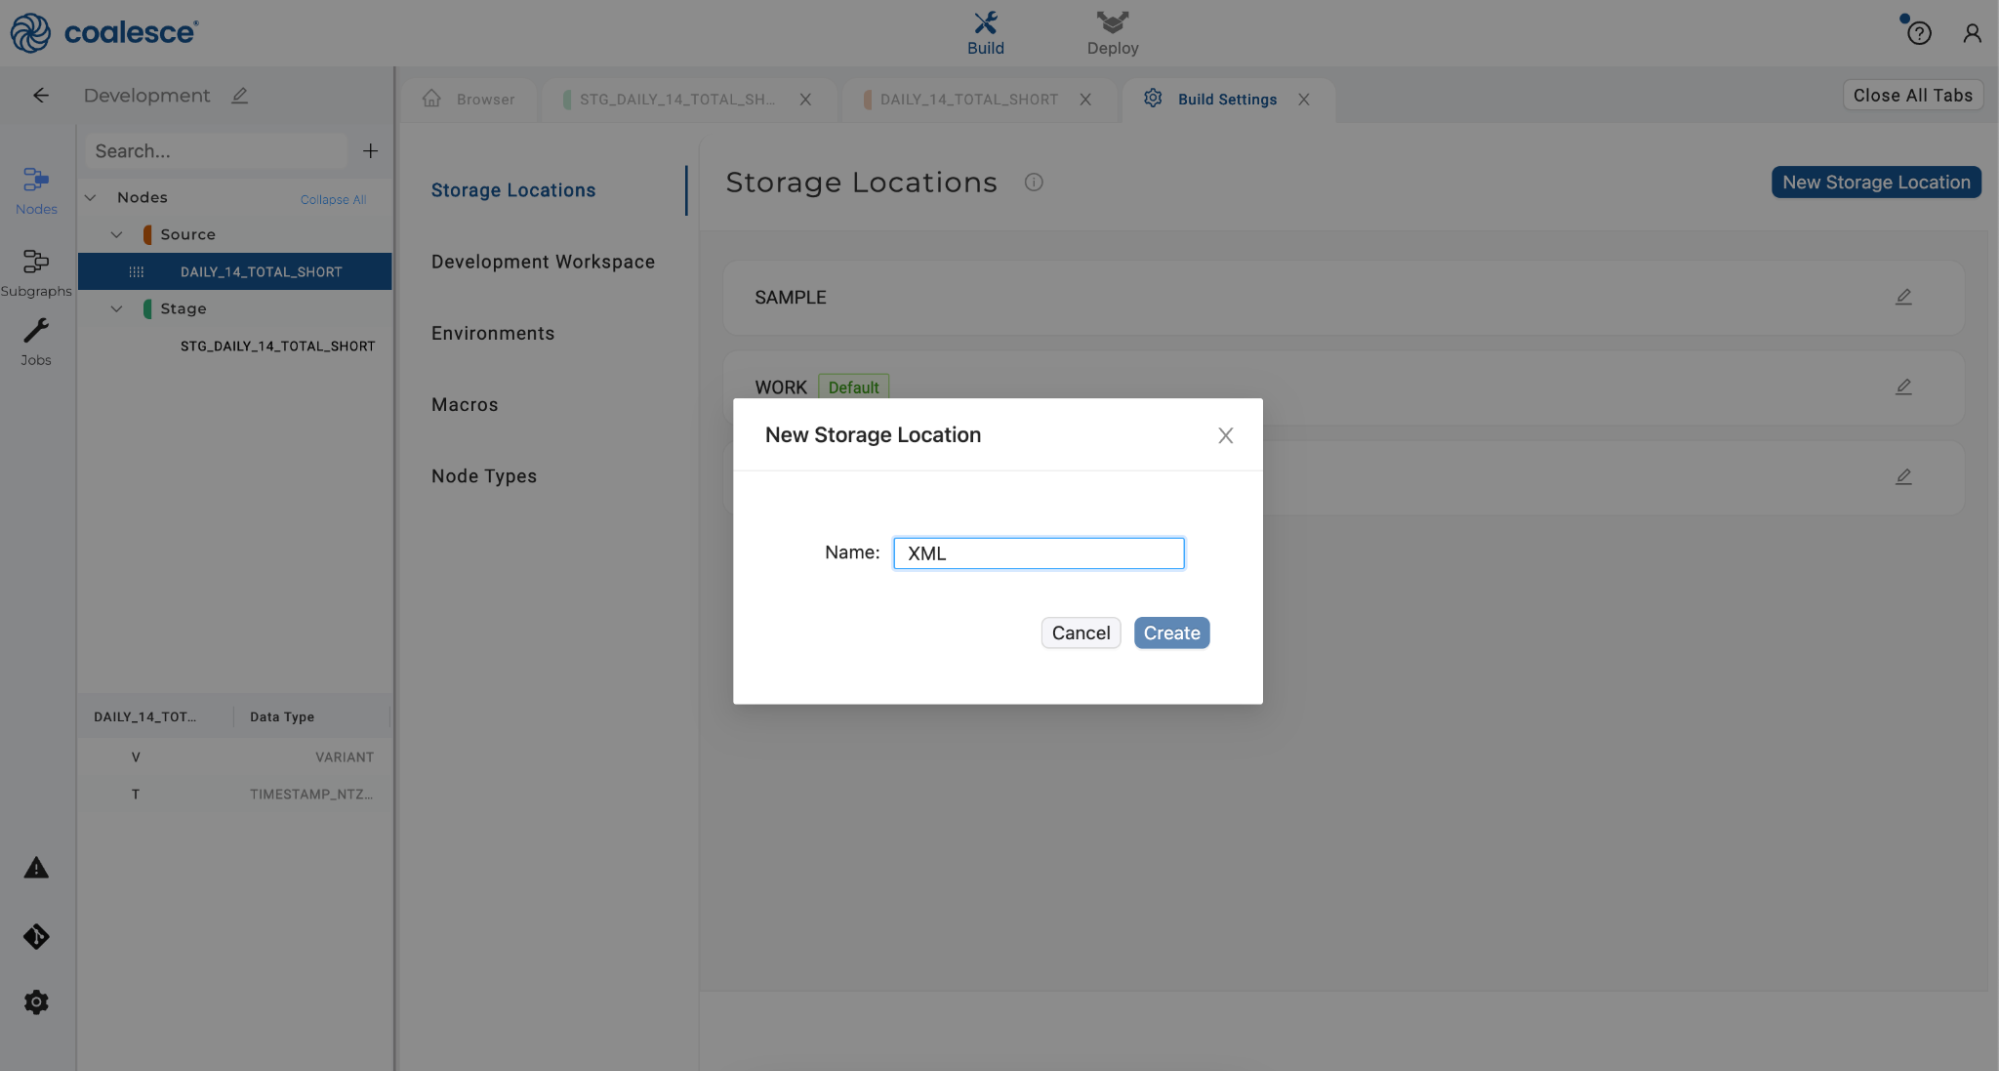 coalesce®
Build
Deploy
Development
Browser
STG_DAILY_14_TOTAL_SH...
DAILY_14_TOTAL_SHORT
Build Settings
Close All Tabs
Search...
Nodes
Subgraphs
Jobs
Nodes
Collapse All
Source
DAILY_14_TOTAL_SHORT
Stage
STG_DAILY_14_TOTAL_SHORT
DAILY_14_TOT...
Data Type
V
VARIANT
T
TIMESTAMP_NTZ...
Storage Locations
Development Workspace
Environments
Macros
Node Types
Storage Locations
New Storage Location
SAMPLE
WORK
Default
New Storage Location
Name:
XML
Cancel
Create